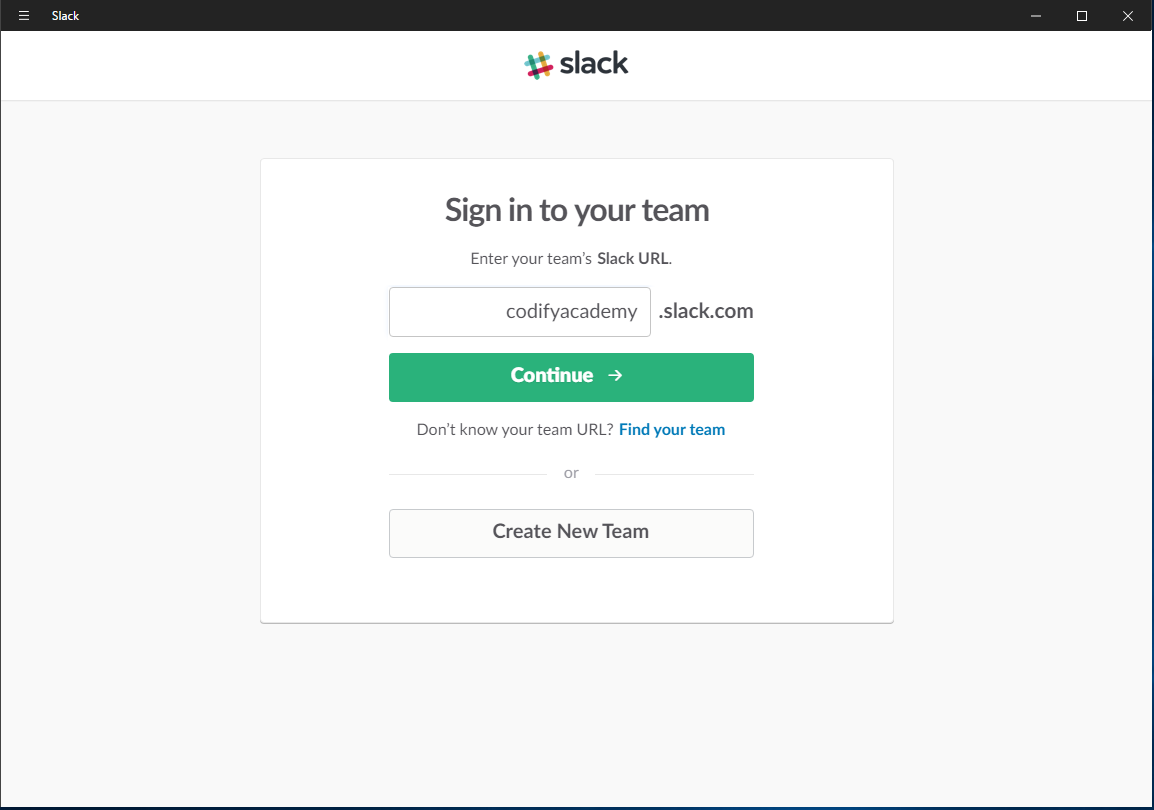 Slack
slack
Sign in to your team
Enter your team's Slack URL.
codifyacademy .slack.com
Continue →
Don't know your team URL? Find your team
or
Create New Team